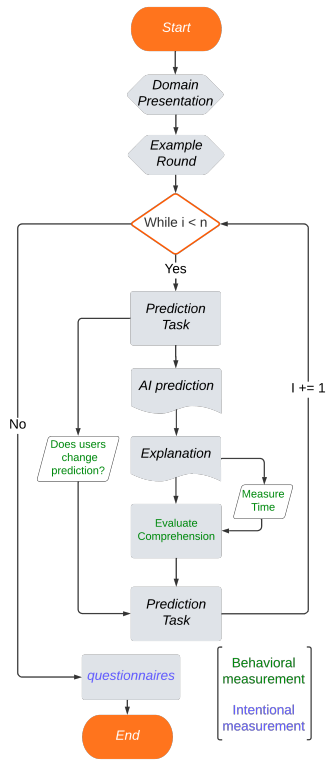 Start
Domain
Presentation
Example
Round
While i < n
Yes
Prediction
Task
AI prediction
I += 1
No
Does users
change
prediction?
Explanation
Measure
Time
Evaluate
Comprehension
Prediction
Task
questionnaires
Behavioral
measurement
Intentional
measurement
End